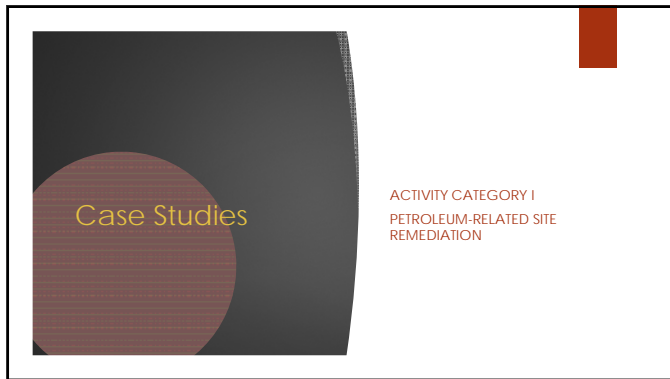 Case Studies
ACTIVITY CATEGORY I
PETROLEUM-RELATED SITE
REMEDIATION